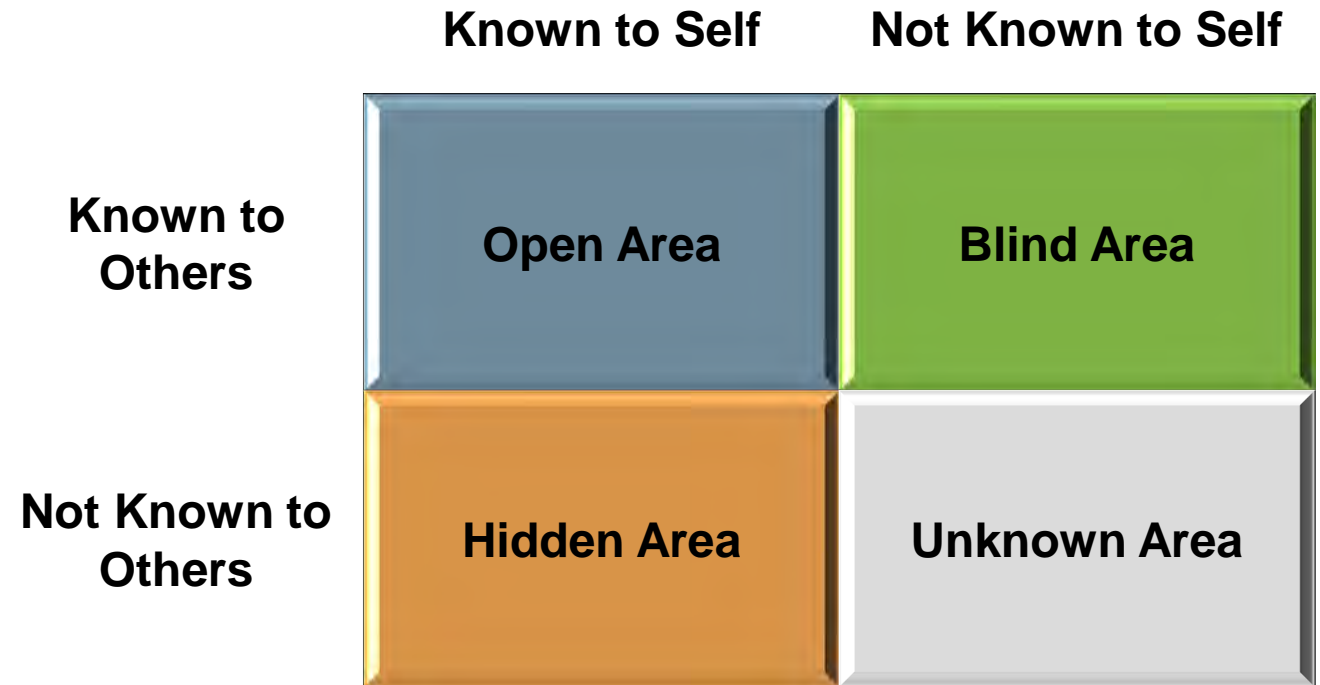 Known to Self
Not Known to Self
Known to
Others
Open Area
Blind Area
Not Known to
Others
Hidden Area
Unknown Area